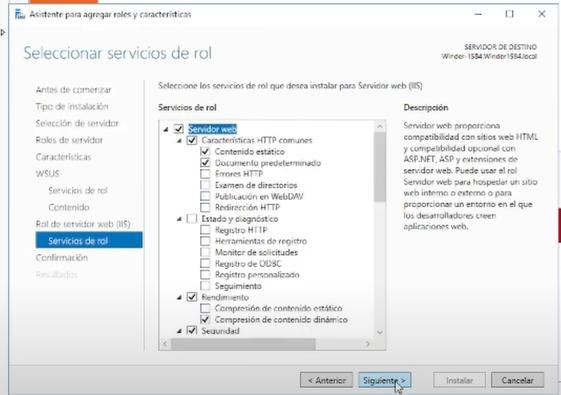 Asistente para agregar roles y características
Seleccionar servicios de rol
SERVIDOR DE DESTINO
Winder-1584.Winder1584.local
Antes de comenzar
Tipo de instalación
Selección de servidor
Roles de servidor
Características
WSUS
Servicios de rol
Contenido
Rol de servidor web (IIS)
Servicios de rol
Confirmación
Resultados
Seleccione los servicios de rol que desea instalar para Servidor web (IIS)
Servicios de rol
Servidor web
Características HTTP comunes
Contenido estático
Documento predeterminado
Errores HTTP
Examen de directorios
Publicación en WebDAV
Redirección HTTP
Estado y diagnóstico
Registro HTTP
Herramientas de registro
Monitor de solicitudes
Registro de ODBC
Registro personalizado
Seguimiento
Rendimiento
Compresión de contenido estático
Compresión de contenido dinámico
Seguridad
Descripción
Servidor web proporciona
compatibilidad con sitios web HTML
y compatibilidad opcional con
ASP.NET, ASP y extensiones de
servidor web. Puede usar el rol
Servidor web para hospedar un sitio
web interno o externo o para
proporcionar un entorno en el que
los desarrolladores creen
aplicaciones web.
< Anterior
Siguiente >
Instalar
Cancelar